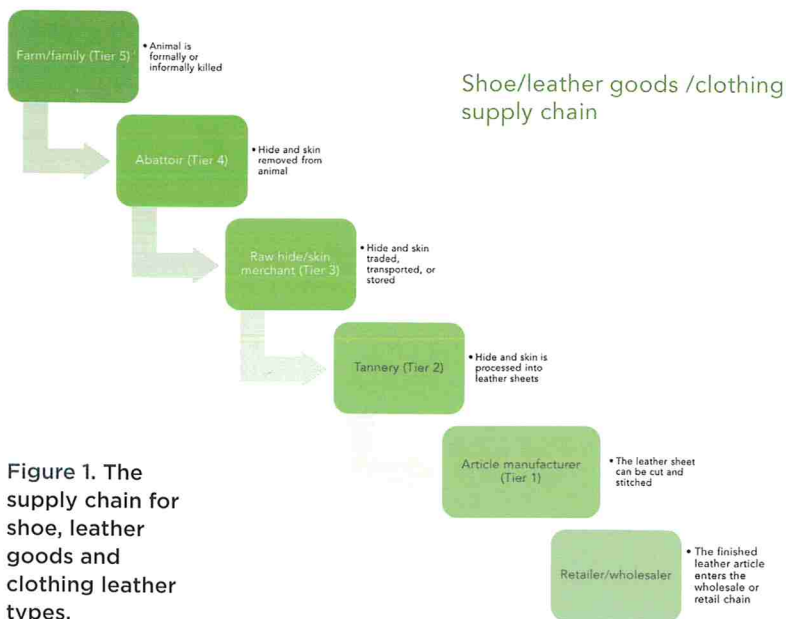 Farm/family (Tier 5)
• Animal is
formally or
informally killed
Shoe/leather goods /clothing
supply chain
Abattoir (Tier 4)
• Hide and skin
removed from
animal
Raw hide/skin
merchant (Tier 3)
• Hide and skin
traded,
transported, or
stored
Tannery (Tier 2)
• Hide and skin is
processed into
leather sheets
Article manufacturer
(Tier 1)
• The leather sheet
can be cut and
stitched
Retailer/wholesaler
• The finished
leather article
enters the
wholesale or
retail chain
Figure 1. The
supply chain for
shoe, leather
goods and
clothing leather
types.